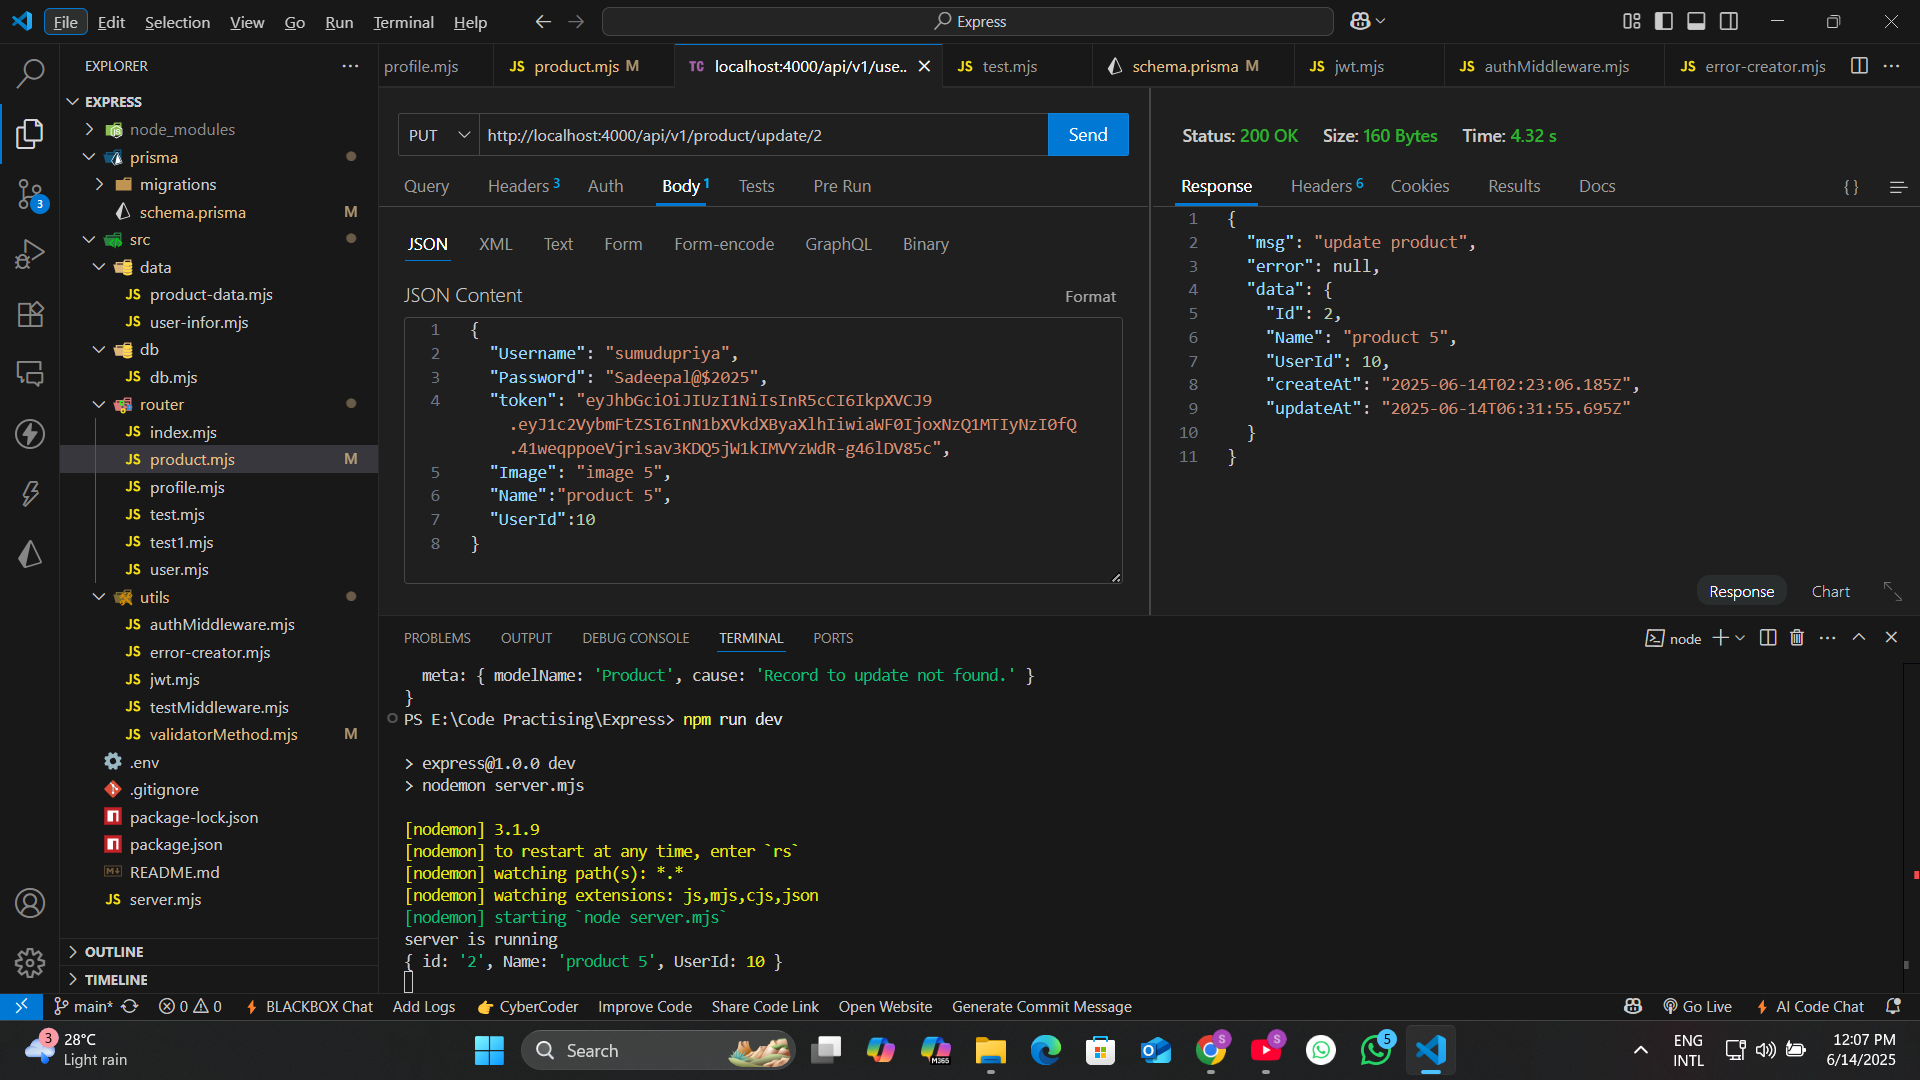 File Edit Selection View Go Run Terminal Help
Express
EXPLORER
EXPRESS
node_modules
prisma
migrations
schema.prisma M
src
data
product-data.mjs
user-infor.mjs
db
db.mjs
router
index.mjs
product.mjs M
profile.mjs
test.mjs
test1.mjs
user.mjs
utils
authMiddleware.mjs
error-creator.mjs
jwt.mjs
testMiddleware.mjs
validatorMethod.mjs M
.env
.gitignore
package-lock.json
package.json
README.md
JS server.mjs
OUTLINE
TIMELINE
3
profile.mjs JS product.mjs M TC localhost:4000/api/v1/use.. JS test.mjs schema.prisma M JS jwt.mjs JS authMiddleware.mjs JS error-creator.mjs
PUT http://localhost:4000/api/v1/product/update/2 Send
Query Headers 3 Auth Body 1 Tests Pre Run
JSON XML Text Form Form-encode GraphQL Binary
JSON Content Format
1 {
2 "Username": "sumudupriya",
3 "Password": "Sadeepal@$2025",
4 "token": "eyJhbGciOiJIUzI1NiIsInR5cCI6IkpXVCJ9
.eyJ1c2VybmFtZSI6InN1bXVkdXByaXlhIiwiaWF0IjoxNzQ1MTIyNzI0fQ
.41weqppoeVjrisav3KDQ5jW1kIMVYzWdR-g46lDV85c",
5 "Image": "image 5",
6 "Name":"product 5",
7 "UserId":10
8 }
Status: 200 OK Size: 160 Bytes Time: 4.32 s
Response Headers 6 Cookies Results Docs { }
1 {
2 "msg": "update product",
3 "error": null,
4 "data": {
5 "Id": 2,
6 "Name": "product 5",
7 "UserId": 10,
8 "createAt": "2025-06-14T02:23:06.185Z",
9 "updateAt": "2025-06-14T06:31:55.695Z"
10 }
11 }
Response Chart
PROBLEMS OUTPUT DEBUG CONSOLE TERMINAL PORTS
node
meta: { modelName: 'Product', cause: 'Record to update not found.' }
}
PS E:\Code Practising\Express> npm run dev
> express@1.0.0 dev
> nodemon server.mjs
[nodemon] 3.1.9
[nodemon] to restart at any time, enter `rs`
[nodemon] watching path(s): *.*
[nodemon] watching extensions: js,mjs,cjs,json
[nodemon] starting `node server.mjs`
server is running
{ id: '2', Name: 'product 5', UserId: 10 }
main* 0 0 BLACKBOX Chat Add Logs CyberCoder Improve Code Share Code Link Open Website Generate Commit Message Go Live AI Code Chat
3
28°C
Light rain
Search
M365
S
S
5
ENG
INTL
12:07 PM
6/14/2025